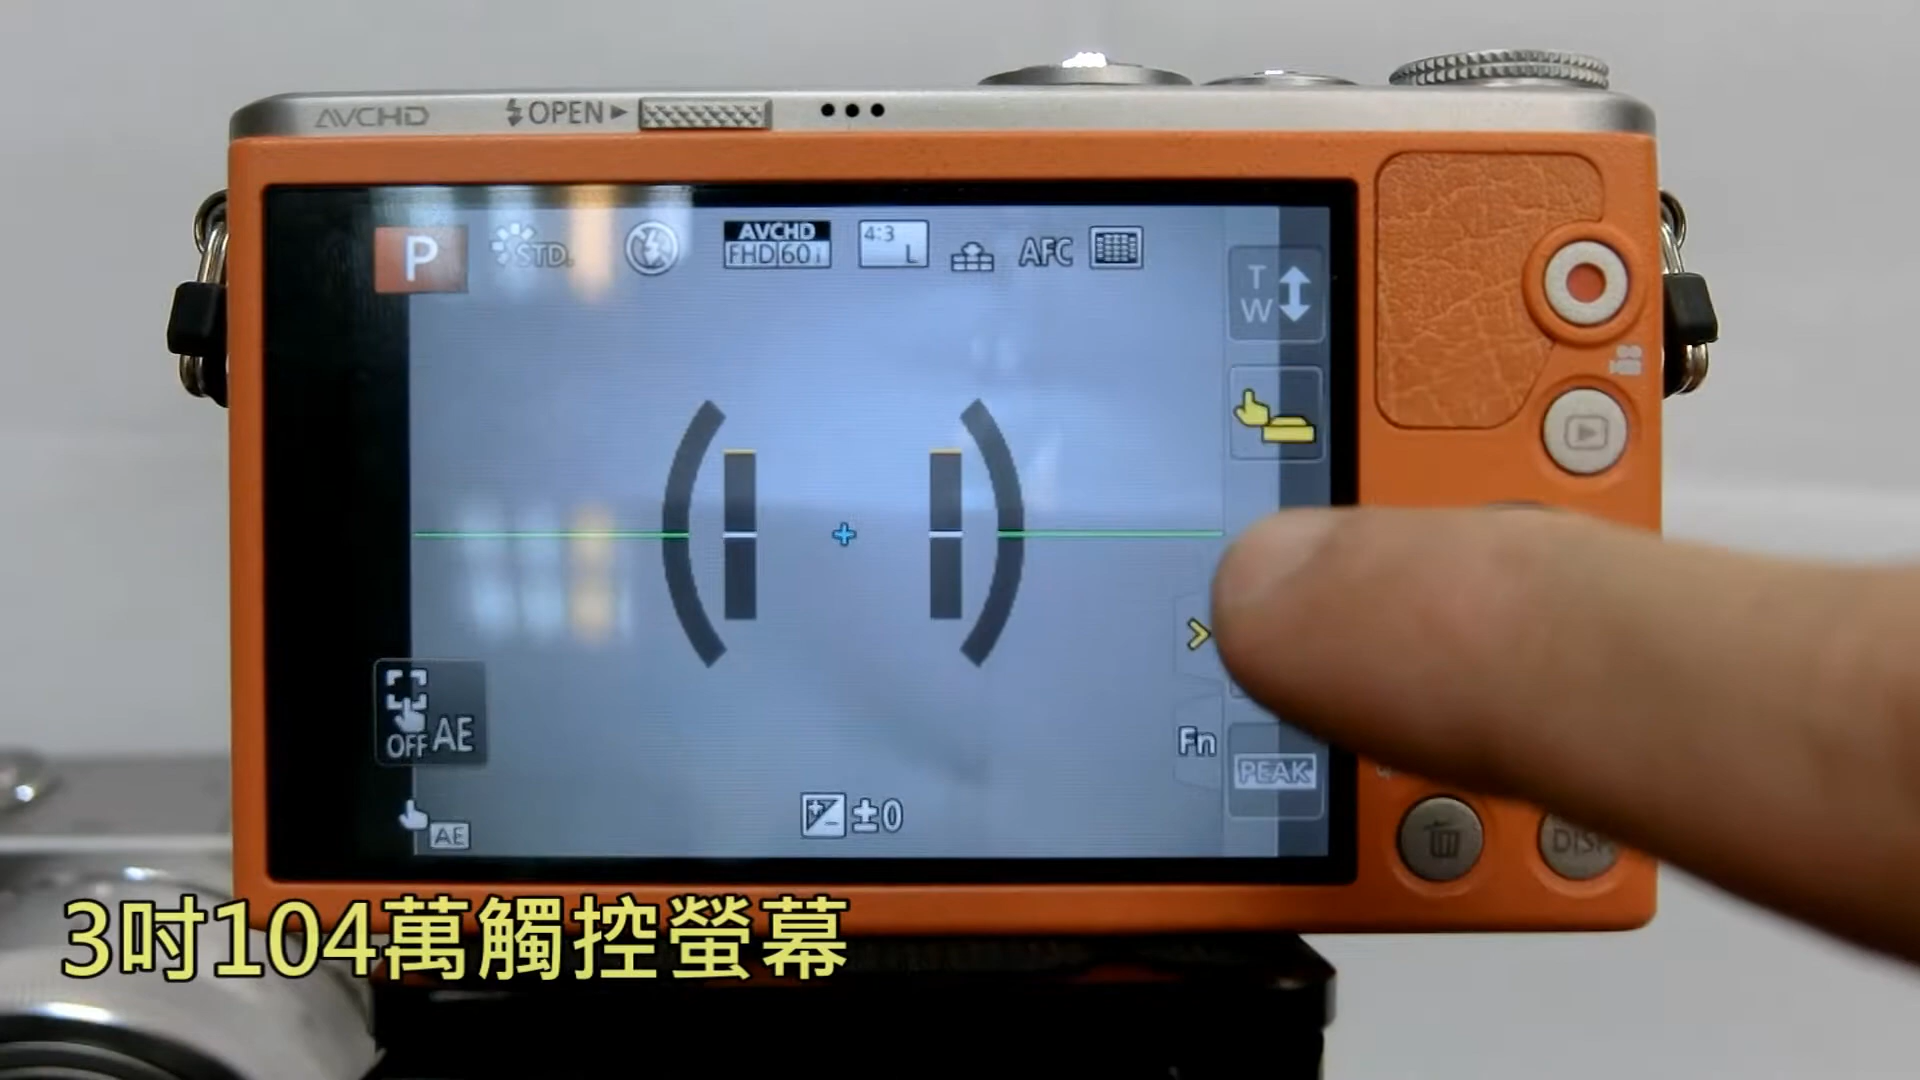 AVCHD
OPEN
P
STD.
AVCHD
FHD 60i
4:3
L
AFC
T
W
OFF AE
Fn
PEAK
AE
±0
3吋104萬觸控螢幕